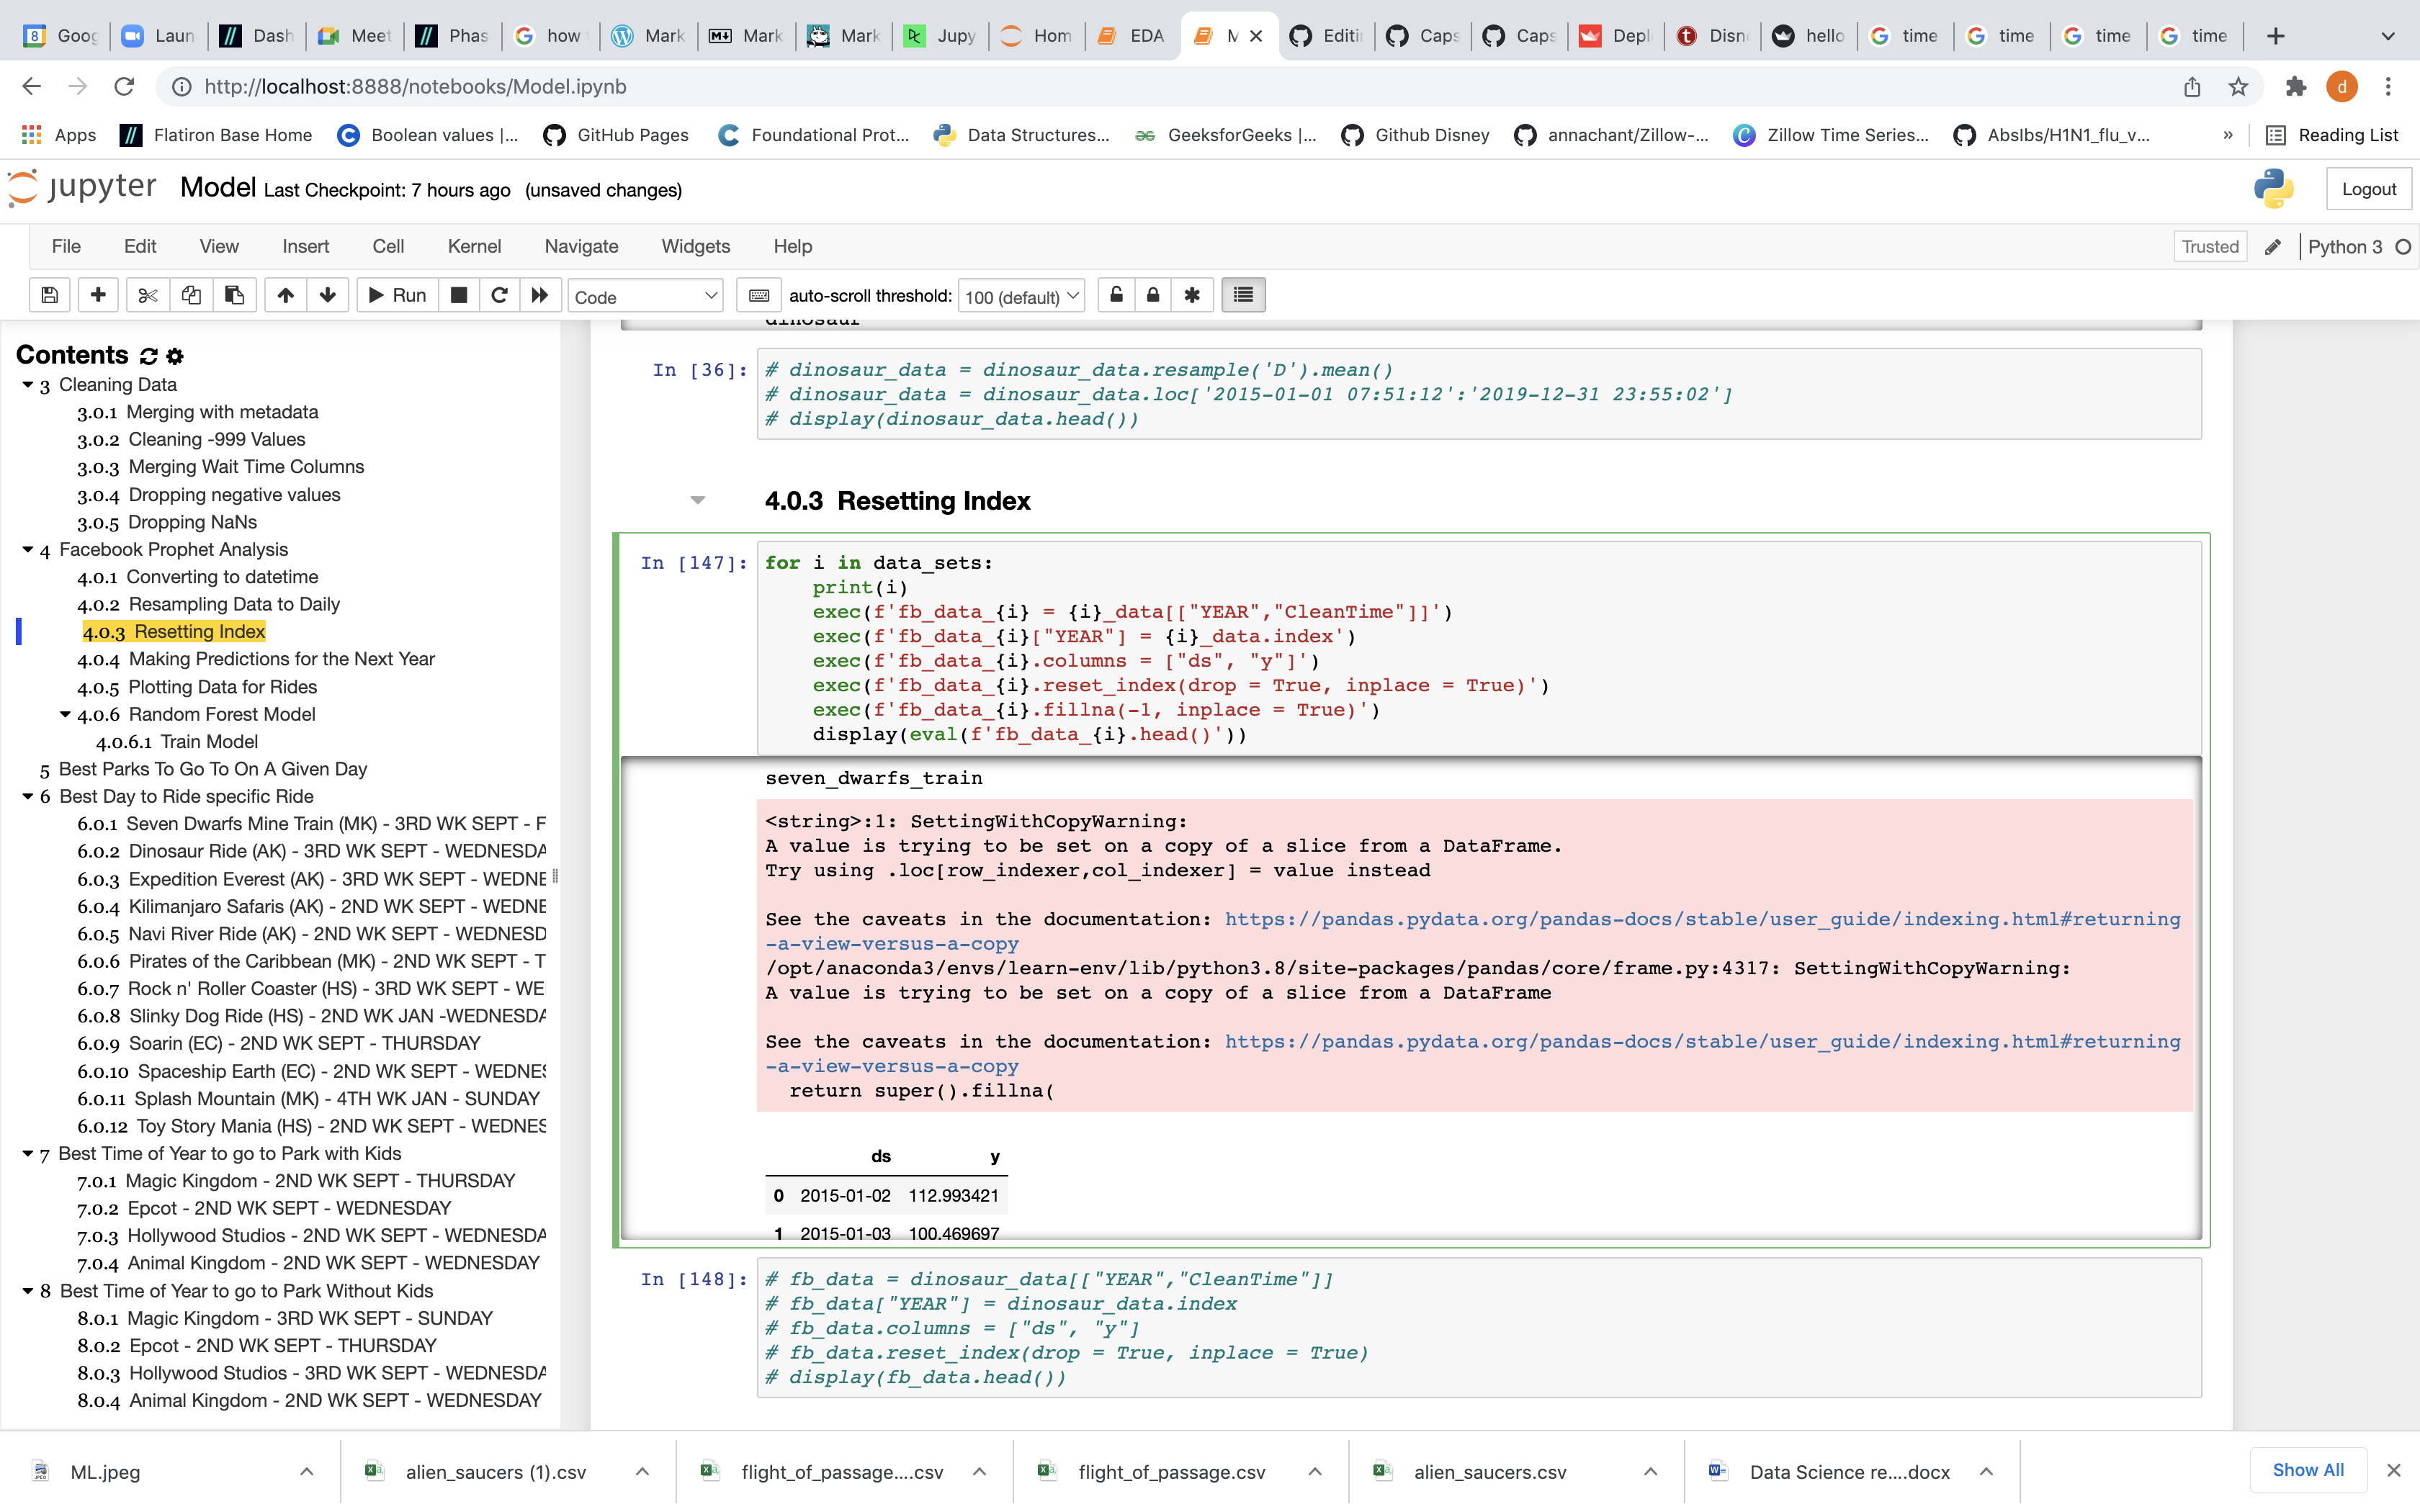 Goog
Laun
Dash
Meet
Phas
how
Mark
Mark
Mark
Jupy
Hom
EDA
M
Editi
Caps
Caps
Depl
Disn
hello
time
time
time
time
http://localhost:8888/notebooks/Model.ipynb
d
Apps
Flatiron Base Home
Boolean values |...
GitHub Pages
Foundational Prot...
Data Structures...
GeeksforGeeks |...
Github Disney
annachant/Zillow-...
Zillow Time Series...
Abslbs/H1N1_flu_v...
»
Reading List
jupyter Model Last Checkpoint: 7 hours ago (unsaved changes)
Logout
File Edit View Insert Cell Kernel Navigate Widgets Help
Trusted
Python 3
Run
Code
auto-scroll threshold:
100 (default)
Contents
3 Cleaning Data
3.0.1 Merging with metadata
3.0.2 Cleaning -999 Values
3.0.3 Merging Wait Time Columns
3.0.4 Dropping negative values
3.0.5 Dropping NaNs
4 Facebook Prophet Analysis
4.0.1 Converting to datetime
4.0.2 Resampling Data to Daily
4.0.3 Resetting Index
4.0.4 Making Predictions for the Next Year
4.0.5 Plotting Data for Rides
4.0.6 Random Forest Model
4.0.6.1 Train Model
5 Best Parks To Go To On A Given Day
6 Best Day to Ride specific Ride
6.0.1 Seven Dwarfs Mine Train (MK) - 3RD WK SEPT - F
6.0.2 Dinosaur Ride (AK) - 3RD WK SEPT - WEDNESDA
6.0.3 Expedition Everest (AK) - 3RD WK SEPT - WEDNE
6.0.4 Kilimanjaro Safaris (AK) - 2ND WK SEPT - WEDNE
6.0.5 Navi River Ride (AK) - 2ND WK SEPT - WEDNESD
6.0.6 Pirates of the Caribbean (MK) - 2ND WK SEPT - T
6.0.7 Rock n' Roller Coaster (HS) - 3RD WK SEPT - WE
6.0.8 Slinky Dog Ride (HS) - 2ND WK JAN -WEDNESDA
6.0.9 Soarin (EC) - 2ND WK SEPT - THURSDAY
6.0.10 Spaceship Earth (EC) - 2ND WK SEPT - WEDNES
6.0.11 Splash Mountain (MK) - 4TH WK JAN - SUNDAY
6.0.12 Toy Story Mania (HS) - 2ND WK SEPT - WEDNES
7 Best Time of Year to go to Park with Kids
7.0.1 Magic Kingdom - 2ND WK SEPT - THURSDAY
7.0.2 Epcot - 2ND WK SEPT - WEDNESDAY
7.0.3 Hollywood Studios - 2ND WK SEPT - WEDNESDA
7.0.4 Animal Kingdom - 2ND WK SEPT - WEDNESDAY
8 Best Time of Year to go to Park Without Kids
8.0.1 Magic Kingdom - 3RD WK SEPT - SUNDAY
8.0.2 Epcot - 2ND WK SEPT - THURSDAY
8.0.3 Hollywood Studios - 3RD WK SEPT - WEDNESDA
8.0.4 Animal Kingdom - 2ND WK SEPT - WEDNESDAY
dinosaur
In [36]:
# dinosaur_data = dinosaur_data.resample('D').mean()
# dinosaur_data = dinosaur_data.loc['2015-01-01 07:51:12':'2019-12-31 23:55:02']
# display(dinosaur_data.head())
4.0.3 Resetting Index
In [147]:
for i in data_sets:
    print(i)
    exec(f'fb_data_{i} = {i}_data[["YEAR","CleanTime"]]')
    exec(f'fb_data_{i}["YEAR"] = {i}_data.index')
    exec(f'fb_data_{i}.columns = ["ds", "y"]')
    exec(f'fb_data_{i}.reset_index(drop = True, inplace = True)')
    exec(f'fb_data_{i}.fillna(-1, inplace = True)')
    display(eval(f'fb_data_{i}.head()'))
seven_dwarfs_train
<string>:1: SettingWithCopyWarning:
A value is trying to be set on a copy of a slice from a DataFrame.
Try using .loc[row_indexer,col_indexer] = value instead
See the caveats in the documentation: https://pandas.pydata.org/pandas-docs/stable/user_guide/indexing.html#returning
-a-view-versus-a-copy
/opt/anaconda3/envs/learn-env/lib/python3.8/site-packages/pandas/core/frame.py:4317: SettingWithCopyWarning:
A value is trying to be set on a copy of a slice from a DataFrame
See the caveats in the documentation: https://pandas.pydata.org/pandas-docs/stable/user_guide/indexing.html#returning
-a-view-versus-a-copy
  return super().fillna(
ds y
0 2015-01-02 112.993421
1 2015-01-03 100.469697
In [148]:
# fb_data = dinosaur_data[["YEAR","CleanTime"]]
# fb_data["YEAR"] = dinosaur_data.index
# fb_data.columns = ["ds", "y"]
# fb_data.reset_index(drop = True, inplace = True)
# display(fb_data.head())
ML.jpeg
alien_saucers (1).csv
flight_of_passage....csv
flight_of_passage.csv
alien_saucers.csv
Data Science re....docx
Show All